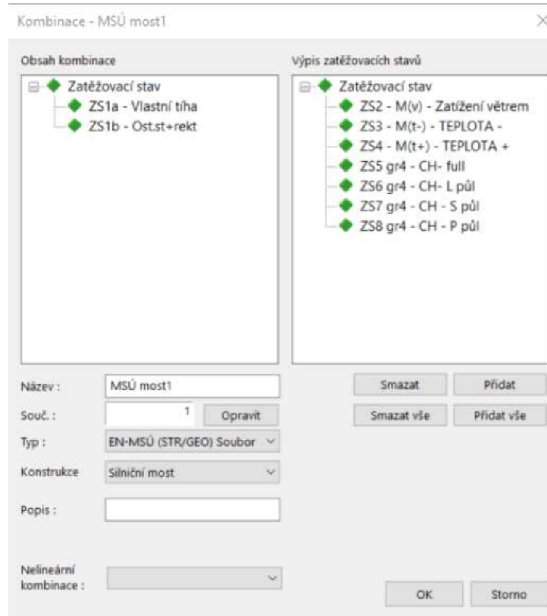 Kombinace - MSÚ most1
Obsah kombinace
Zatěžovací stav
ZS1a - Vlastní tíha
ZS1b - Ost.st+rekt
Výpis zatěžovacích stavů
Zatěžovací stav
ZS2 - M(v) - Zatížení větrem
ZS3 - M(t-) - TEPLOTA -
ZS4 - M(t+) - TEPLOTA +
ZS5 gr4 - CH- full
ZS6 gr4 - CH- L půl
ZS7 gr4 - CH - S půl
ZS8 gr4 - CH - P půl
Název : MSÚ most1
Smazat Přidat
Souč. : 1 Opravit
Smazat vše Přidat vše
Typ : EN-MSÚ (STR/GEO) Soubor
Konstrukce Silniční most
Popis :
Nelineární
kombinace :
OK Storno